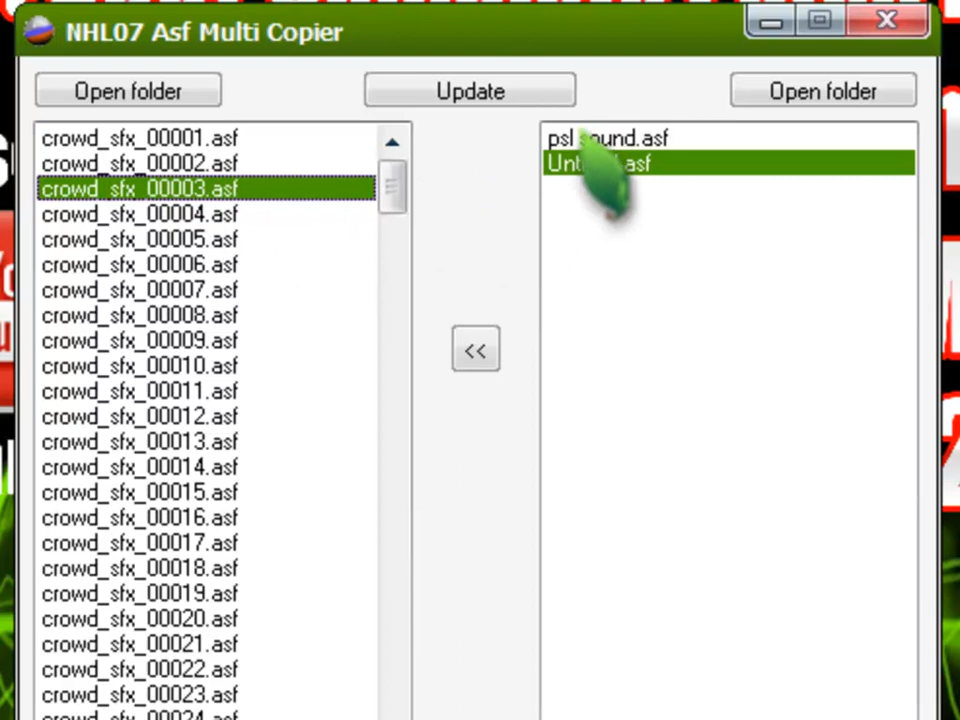 NHL07 Asf Multi Copier
Open folder
Update
Open folder
crowd_sfx_00001.asf
crowd_sfx_00002.asf
crowd_sfx_00003.asf
crowd_sfx_00004.asf
crowd_sfx_00005.asf
crowd_sfx_00006.asf
crowd_sfx_00007.asf
crowd_sfx_00008.asf
crowd_sfx_00009.asf
crowd_sfx_00010.asf
crowd_sfx_00011.asf
crowd_sfx_00012.asf
crowd_sfx_00013.asf
crowd_sfx_00014.asf
crowd_sfx_00015.asf
crowd_sfx_00016.asf
crowd_sfx_00017.asf
crowd_sfx_00018.asf
crowd_sfx_00019.asf
crowd_sfx_00020.asf
crowd_sfx_00021.asf
crowd_sfx_00022.asf
crowd_sfx_00023.asf
crowd_sfx_00024.asf
<<
psl sound.asf